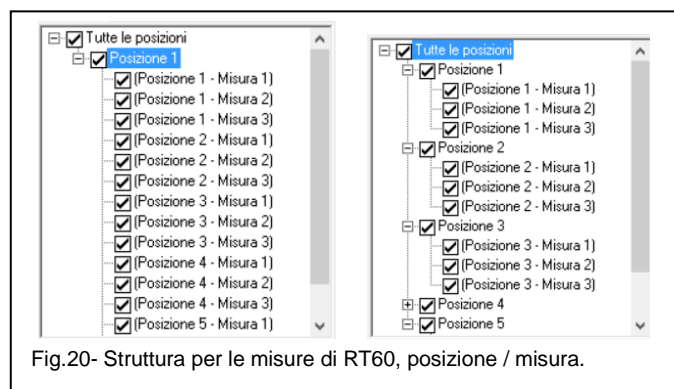 Tutte le posizioni
Posizione 1
(Posizione 1 - Misura 1)
(Posizione 1 - Misura 2)
(Posizione 1 - Misura 3)
(Posizione 2 - Misura 1)
(Posizione 2 - Misura 2)
(Posizione 2 - Misura 3)
(Posizione 3 - Misura 1)
(Posizione 3 - Misura 2)
(Posizione 3 - Misura 3)
(Posizione 4 - Misura 1)
(Posizione 4 - Misura 2)
(Posizione 4 - Misura 3)
(Posizione 5 - Misura 1)
Tutte le posizioni
Posizione 1
(Posizione 1 - Misura 1)
(Posizione 1 - Misura 2)
(Posizione 1 - Misura 3)
Posizione 2
(Posizione 2 - Misura 1)
(Posizione 2 - Misura 2)
(Posizione 2 - Misura 3)
Posizione 3
(Posizione 3 - Misura 1)
(Posizione 3 - Misura 2)
(Posizione 3 - Misura 3)
Posizione 4
Posizione 5
Fig.20- Struttura per le misure di RT60, posizione / misura.